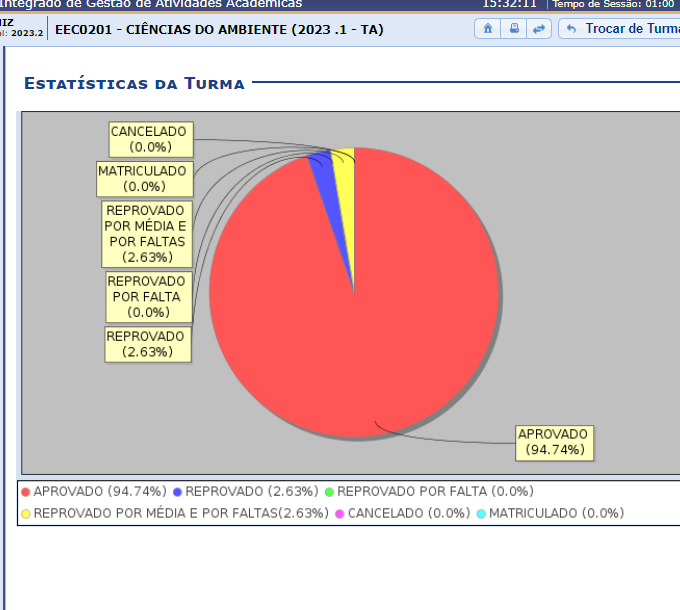 Integrado de Gestão de Atividades Acadêmicas 15:32:11 Tempo de Sessão: 01:00
2023.2 EEC0201 - CIÊNCIAS DO AMBIENTE (2023 .1 - TA) Trocar de Turma
ESTATÍSTICAS DA TURMA
CANCELADO
(0.0%)
MATRICULADO
(0.0%)
REPROVADO
POR MÉDIA E
POR FALTAS
(2.63%)
REPROVADO
POR FALTA
(0.0%)
REPROVADO
(2.63%)
APROVADO
(94.74%)
APROVADO (94.74%) REPROVADO (2.63%) REPROVADO POR FALTA (0.0%)
REPROVADO POR MÉDIA E POR FALTAS(2.63%) CANCELADO (0.0%) MATRICULADO (0.0%)